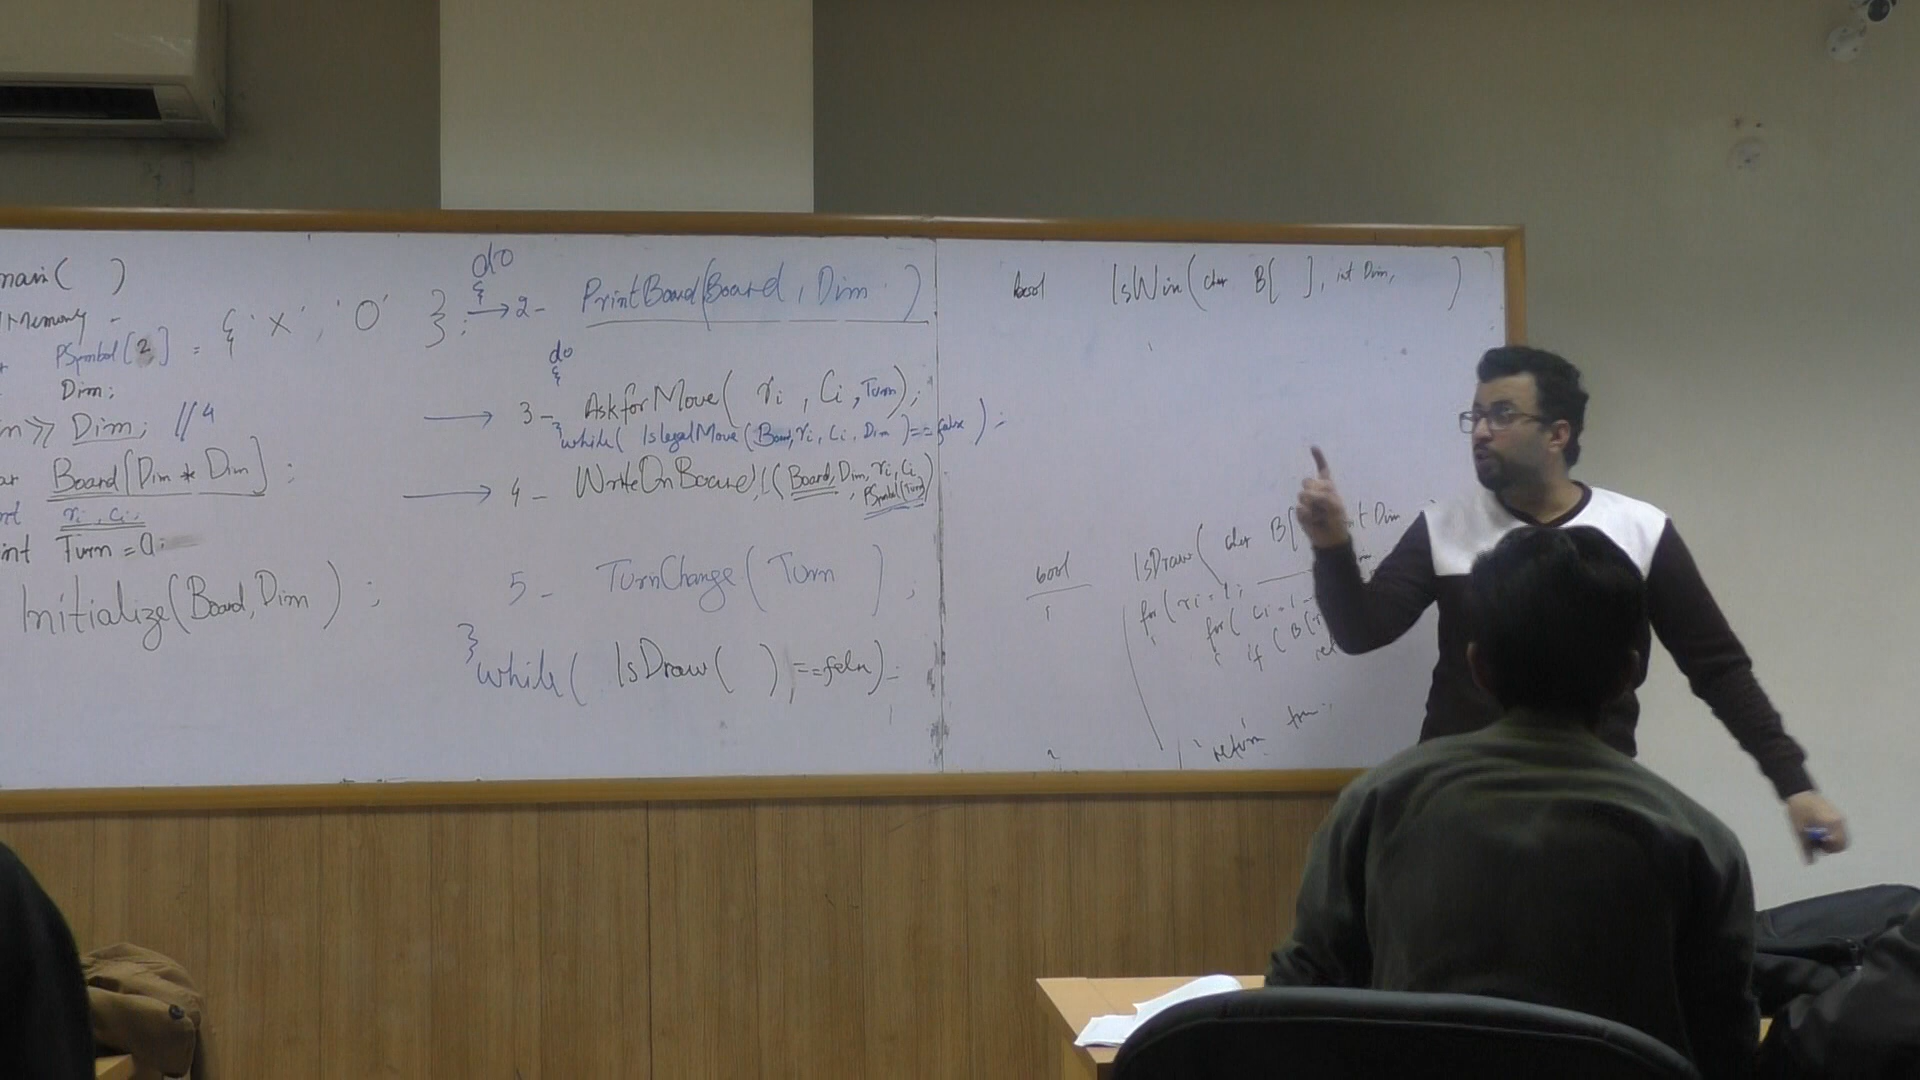 main( )
Memory -
PSymbol[2] = { 'X', 'O' };
Dim;
>> Dim; //4
Board[Dim * Dim];
ri, ci;
int Turn = 0;
Initialize(Board, Dim);
do
{
→ 2- PrintBoard(Board, Dim )
do
{
→ 3- AskforMove( ri, Ci, Turn);
}while( IsLegalMove(Board, ri, Ci, Dim)==false );
→ 4- WriteOnBoard((Board, Dim, ri, Ci
, PSymbol[Turn])
5- TurnChange( Turn );
}while( IsDraw( )==false);
bool IsWin( char B[ ], int Dim, )
bool IsDraw( char B[ int Dim
for( ri=1;
for( ci=1
if ( B[
return true;